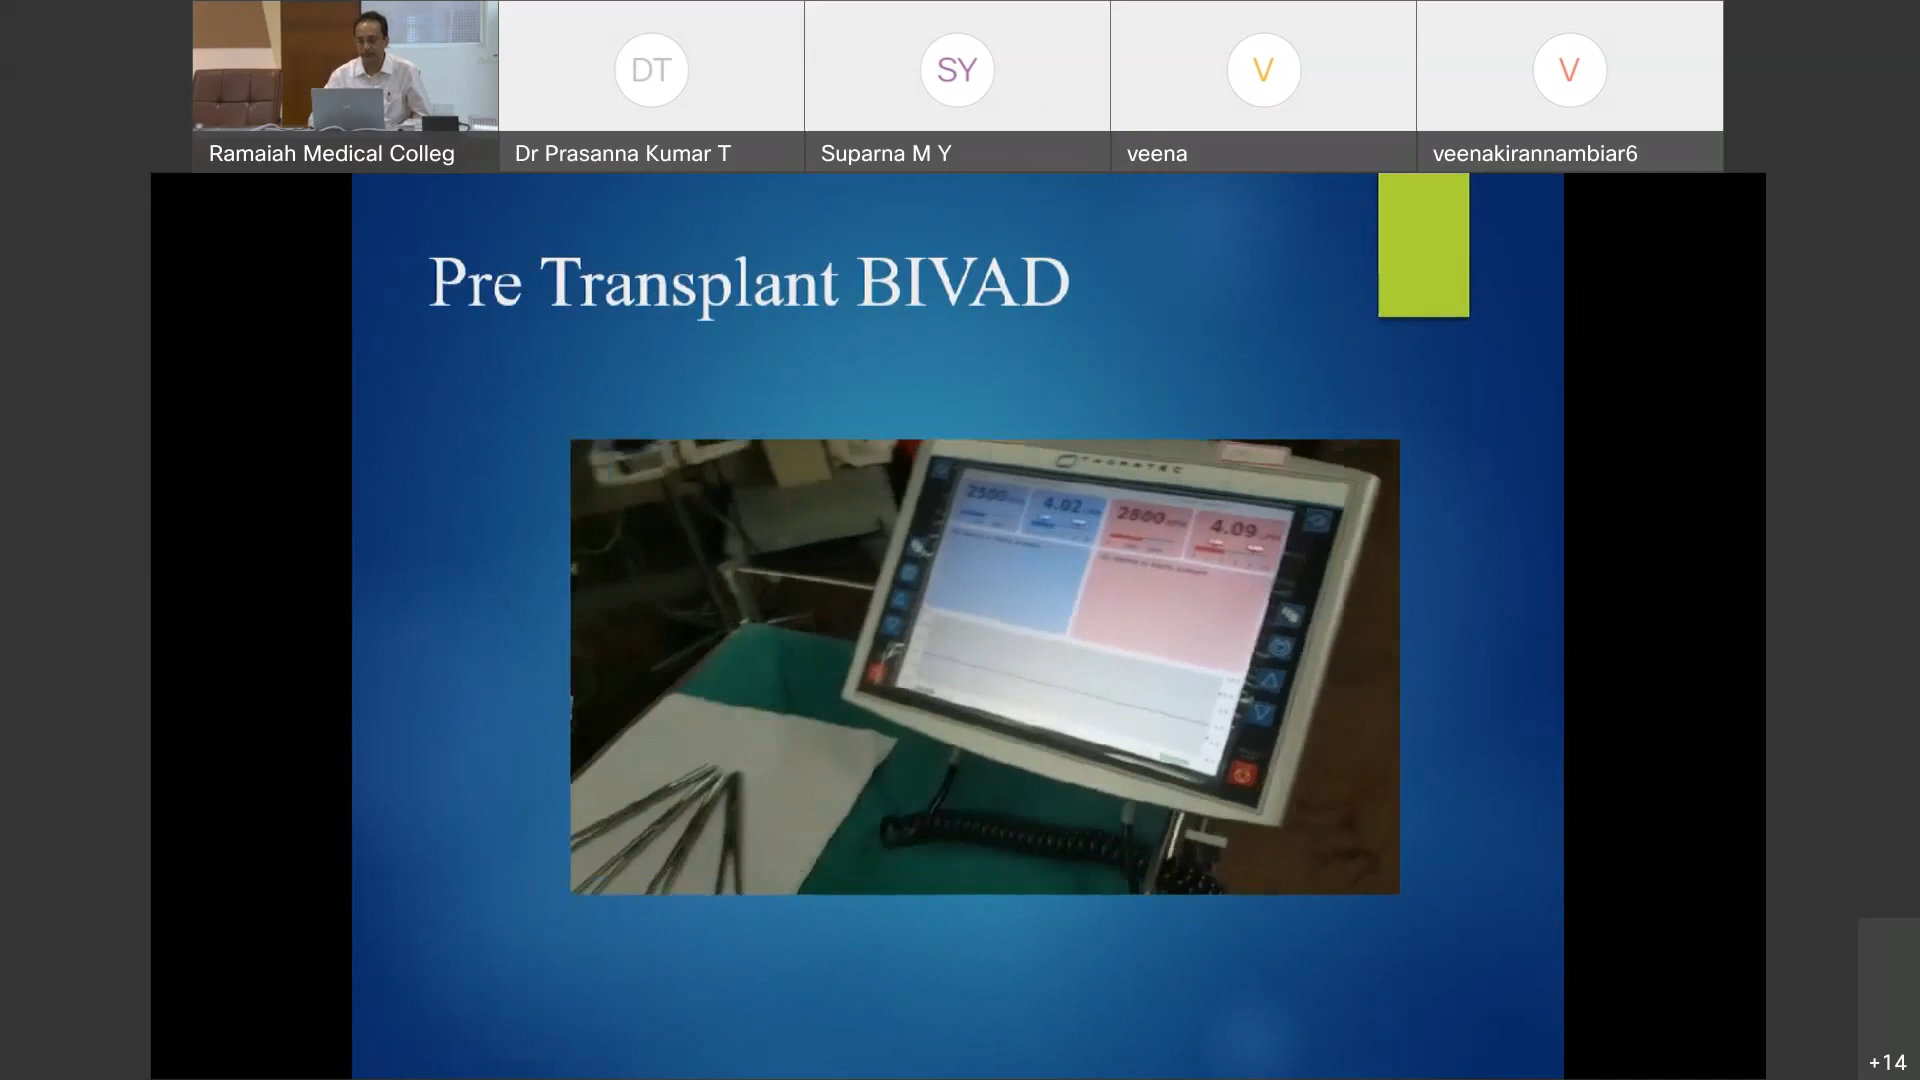 DT
SY
V
V
Ramaiah Medical Colleg
Dr Prasanna Kumar T
Suparna M Y
veena
veenakirannambiar6
Pre Transplant BIVAD
THORATEC
2500
4.02
2800
4.09
+14